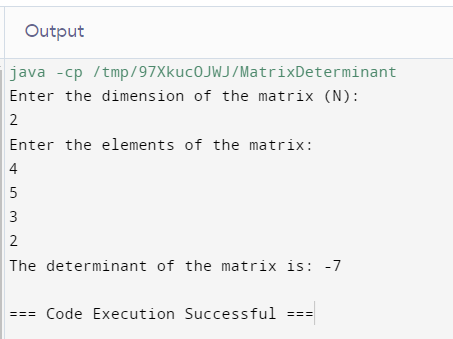 Output
java -cp /tmp/97XkucOJWJ/MatrixDeterminant
Enter the dimension of the matrix (N):
2
Enter the elements of the matrix:
4
5
3
2
The determinant of the matrix is: -7
=== Code Execution Successful ===